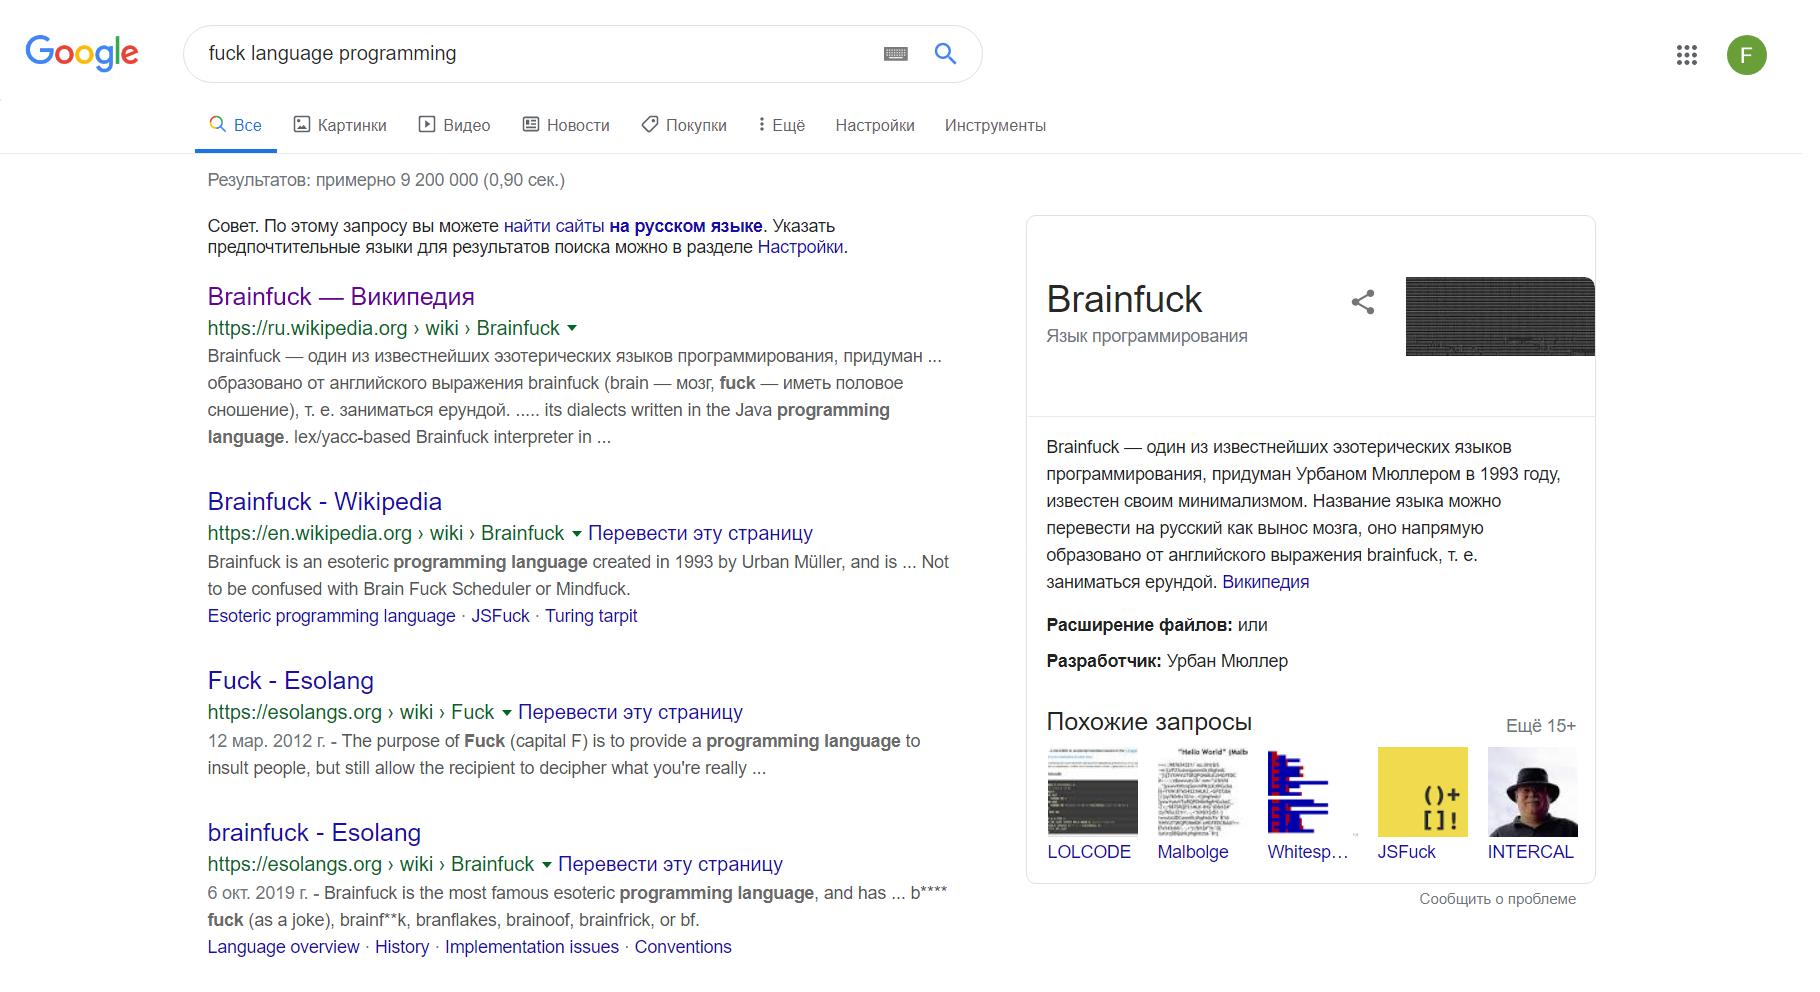 Google
fuck language programming
F
Все
Картинки
Видео
Новости
Покупки
Ещё
Настройки
Инструменты
Результатов: примерно 9 200 000 (0,90 сек.)
Совет. По этому запросу вы можете найти сайты на русском языке. Указать
предпочтительные языки для результатов поиска можно в разделе Настройки.
Brainfuck — Википедия
https://ru.wikipedia.org › wiki › Brainfuck
Brainfuck — один из известнейших эзотерических языков программирования, придуман ...
образовано от английского выражения brainfuck (brain — мозг, fuck — иметь половое
сношение), т. е. заниматься ерундой. ..... its dialects written in the Java programming
language. lex/yacc-based Brainfuck interpreter in ...
Brainfuck - Wikipedia
https://en.wikipedia.org › wiki › Brainfuck Перевести эту страницу
Brainfuck is an esoteric programming language created in 1993 by Urban Müller, and is ... Not
to be confused with Brain Fuck Scheduler or Mindfuck.
Esoteric programming language · JSFuck · Turing tarpit
Fuck - Esolang
https://esolangs.org › wiki › Fuck Перевести эту страницу
12 мар. 2012 г. - The purpose of Fuck (capital F) is to provide a programming language to
insult people, but still allow the recipient to decipher what you're really ...
brainfuck - Esolang
https://esolangs.org › wiki › Brainfuck Перевести эту страницу
6 окт. 2019 г. - Brainfuck is the most famous esoteric programming language, and has ... b****
fuck (as a joke), brainf**k, branflakes, brainoof, brainfrick, or bf.
Language overview · History · Implementation issues · Conventions
Brainfuck
Язык программирования
Brainfuck — один из известнейших эзотерических языков
программирования, придуман Урбаном Мюллером в 1993 году,
известен своим минимализмом. Название языка можно
перевести на русский как вынос мозга, оно напрямую
образовано от английского выражения brainfuck, т. е.
заниматься ерундой. Википедия
Расширение файлов: или
Разработчик: Урбан Мюллер
Похожие запросы
Ещё 15+
"Hello World" (Malb
()+
[]!
LOLCODE
Malbolge
Whitesp...
JSFuck
INTERCAL
Сообщить о проблеме